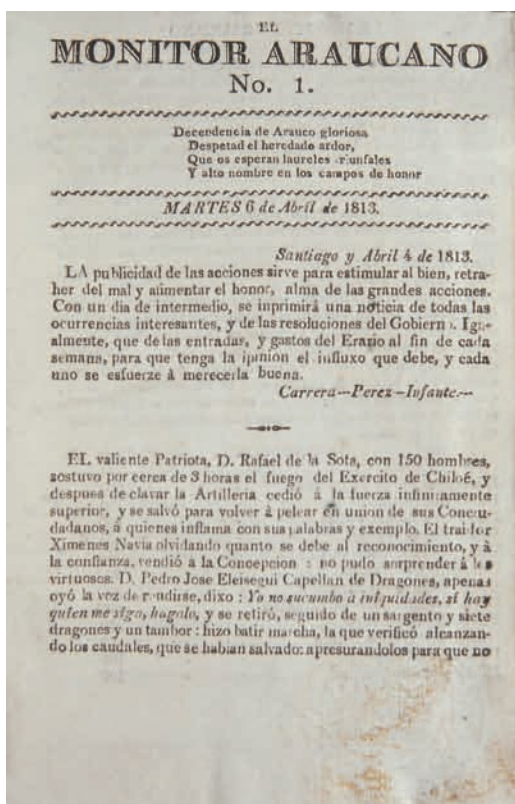 EL
MONITOR ARAUCANO
No. 1.
Decendencia de Arauco gloriosa
Despetad el heredado ardor,
Que os esperan laureles triunfales
Y alto nombre en los campos de honor
MARTES 6 de Abril de 1813.
Santiago y Abril 4 de 1813.
LA publicidad de las acciones sirve para estimular al bien, retra-
her del mal y alimentar el honor, alma de las grandes acciones.
Con un dia de intermedio, se inprimirá una noticia de todas las
ocurrencias interesantes, y de las resoluciones del Gobierno. Igu-
almente, que de las entradas, y gastos del Erario al fin de cada
semana, para que tenga la ipinion el influxo que debe, y cada
uno se esfuerze á merecerla buena.
Carrera—Perez—Infante.—
EL valiente Patriota, D. Rafael de la Sota, con 150 hombres,
sostuvo por cerca de 3 horas el fuego del Exercito de Chiloé, y
despues de clavar la Artilleria cedió á la fuerza infinitamente
superior, y se salvó para volver á pelear en union de sus Conciu-
dadanos, á quienes inflama con sus palabras y exemplo. El traidor
Ximenes Navia olvidando quanto se debe al reconocimiento, y á
la confianza, vendió a la Concepcion : no pudo sorprender á los
virtuosos. D. Pedro Jose Eleisegui Capellan de Dragones, apenas
oyó la voz de rendirse, dixo : Yo no sucumbo á iniquidades, si hay
quien me siga, hagalo, y se retiró, seguido de un sargento y siete
dragones y un tambor : hizo batir marcha, la que verificó alcanzan-
do los caudales, que se habian salvado: apresurandolos para que no